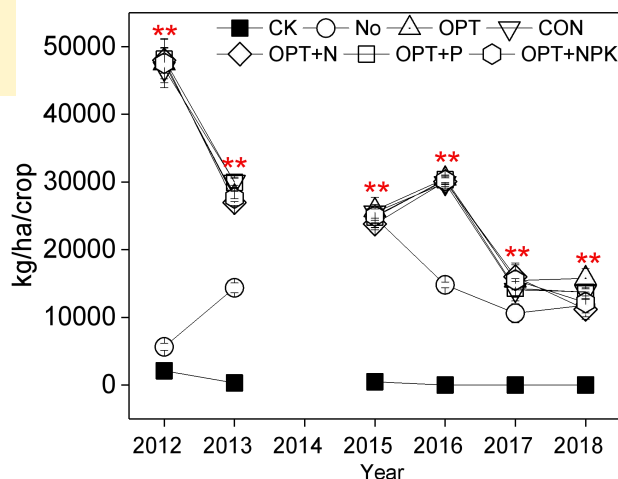 CK No OPT CON
OPT+N OPT+P OPT+NPK
** ** ** ** ** **
50000
40000
30000
20000
10000
0
kg/ha/crop
2012 2013 2014 2015 2016 2017 2018
Year